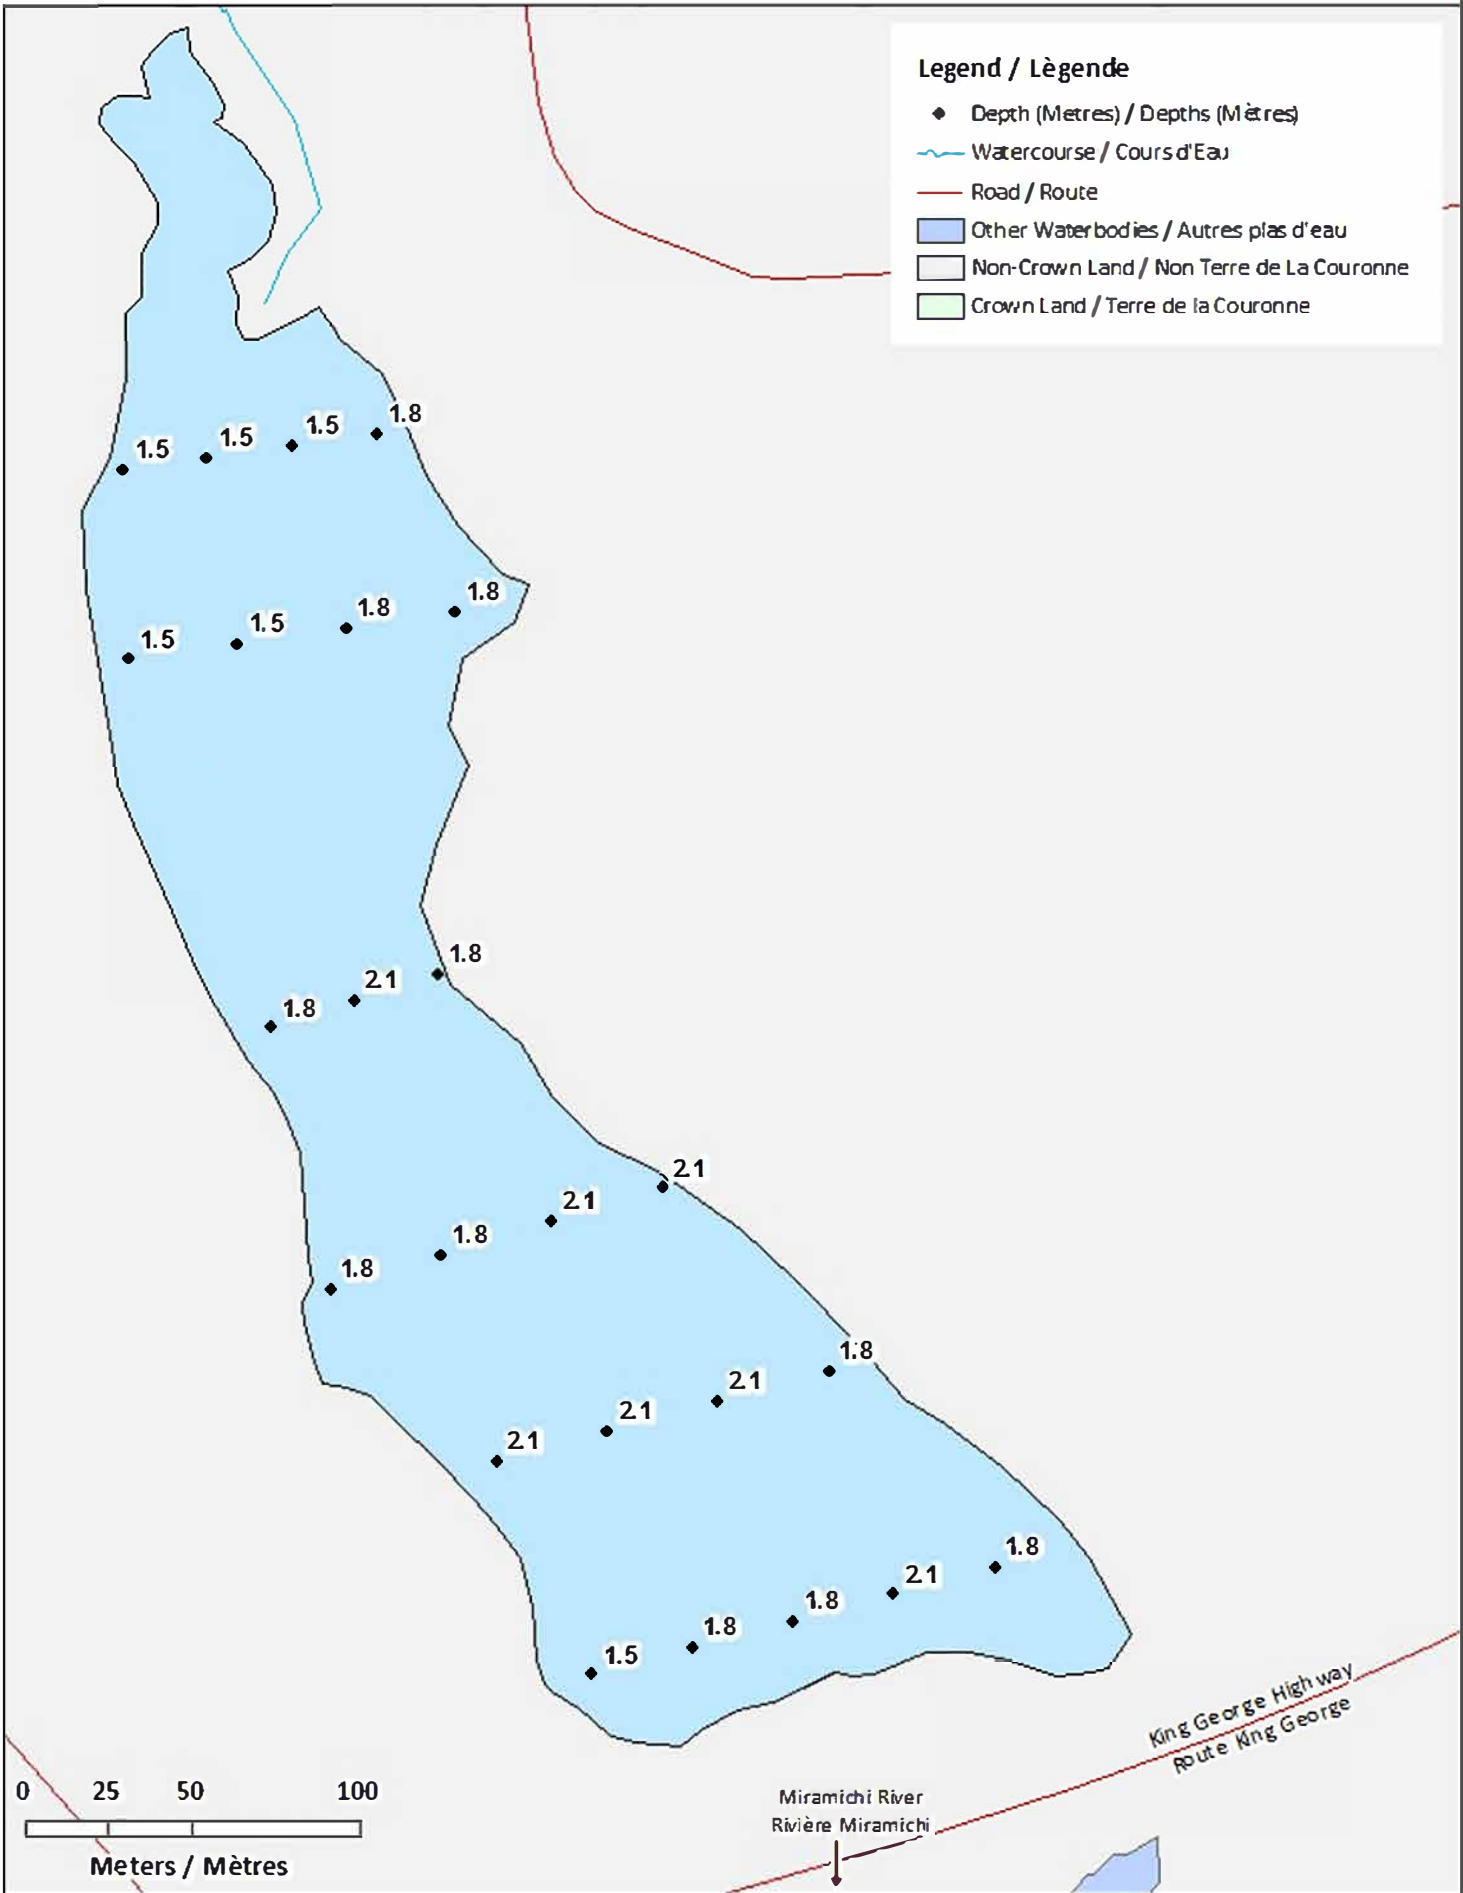 Legend / Lègende
Depth (Metres) / Depths (Mètres)
Watercourse / Cours d'Eau
Road / Route
Other Waterbodies / Autres plas d'eau
Non-Crown Land / Non Terre de La Couronne
Crown Land / Terre de la Couronne
1.5 1.5 1.5 1.8
1.5 1.5 1.8 1.8
1.8 2.1 1.8
1.8 1.8 2.1 2.1
2.1 2.1 2.1 1.8
1.5 1.8 1.8 2.1 1.8
King George Highway
Route King George
Miramichi River
Rivière Miramichi
0 25 50 100
Meters / Mètres